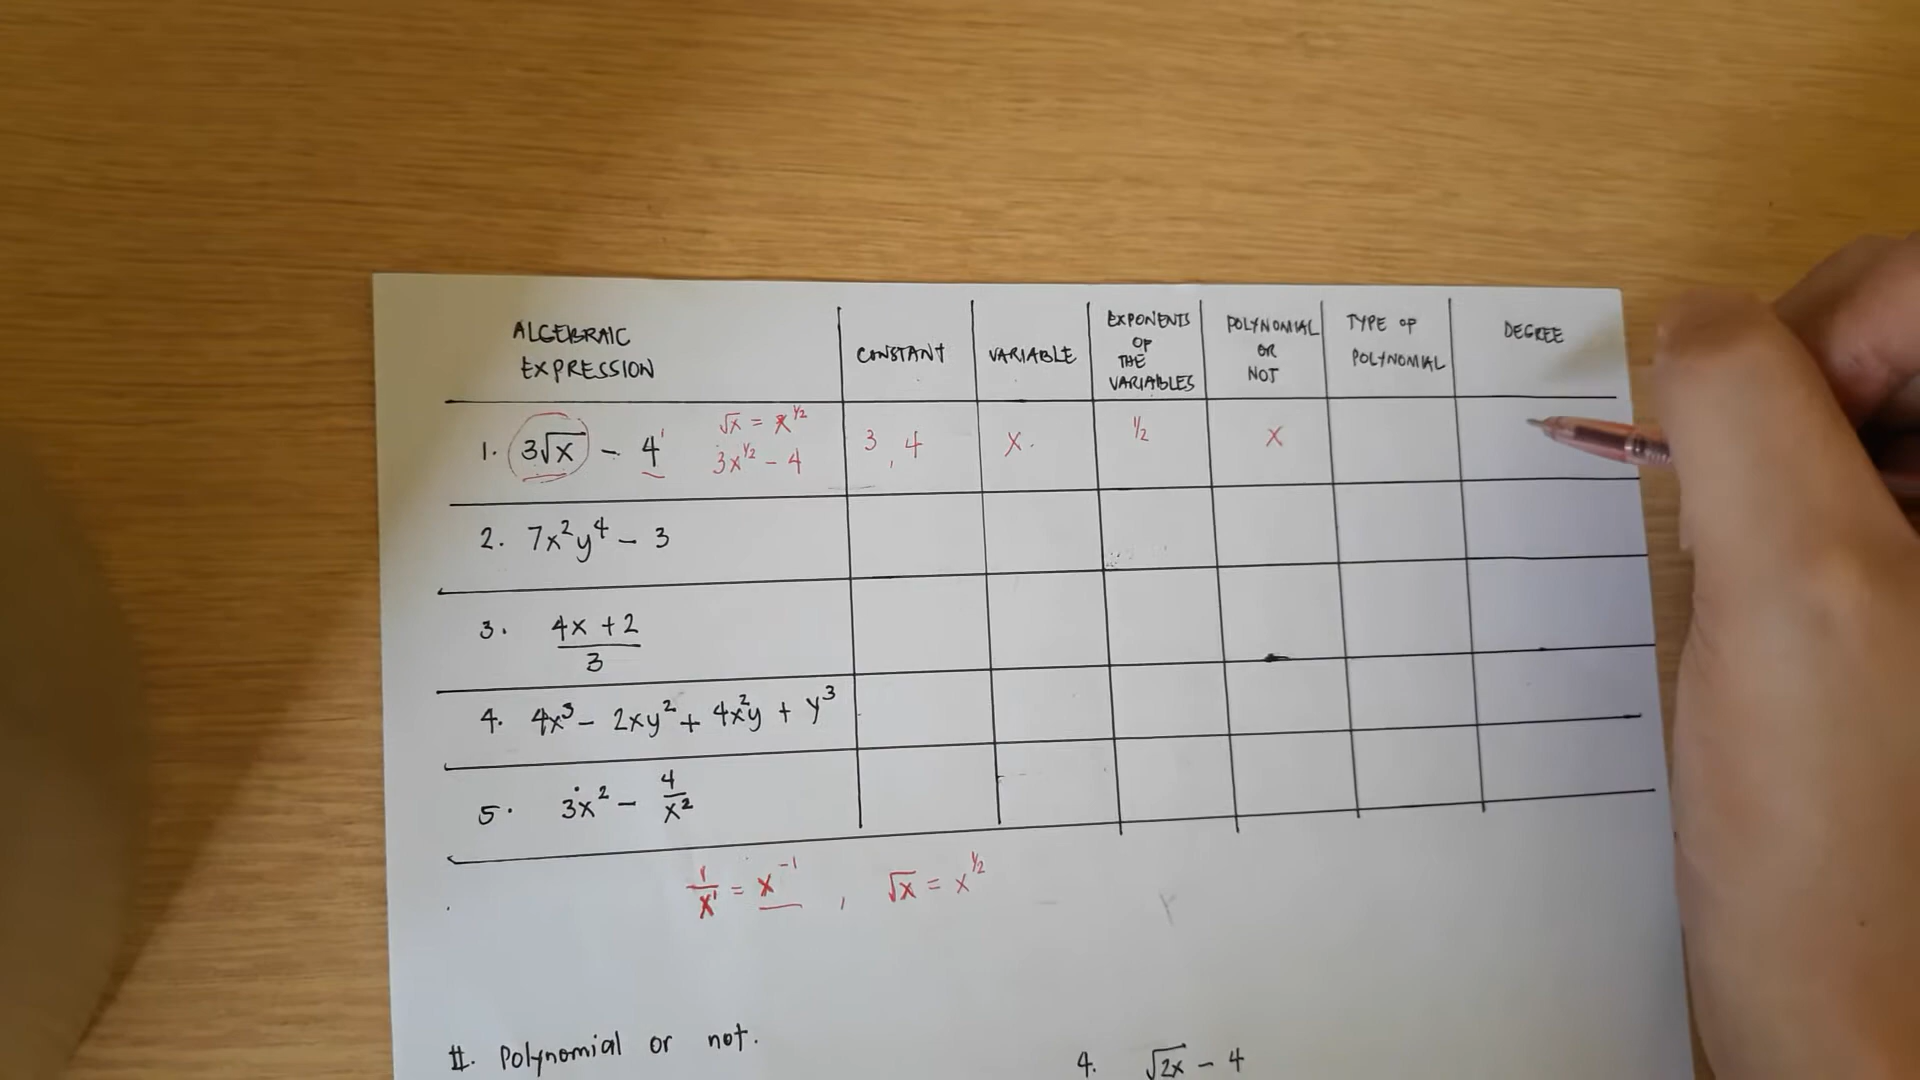 ALGEBRAIC EXPRESSION
CONSTANT
VARIABLE
EXPONENTS OF THE VARIABLES
POLYNOMIAL OR NOT
TYPE OF POLYNOMIAL
DEGREE
1. 3√x - 4
√x = x^1/2
3x^1/2 - 4
3, 4
x.
1/2
x
2. 7x²y⁴ - 3
3. 4x + 2
3
4. 4x³ - 2xy² + 4x²y + y³
5. 3x² - 4/x²
1/x¹ = x⁻¹ , √x = x^1/2
II. Polynomial or not.
4. √2x - 4